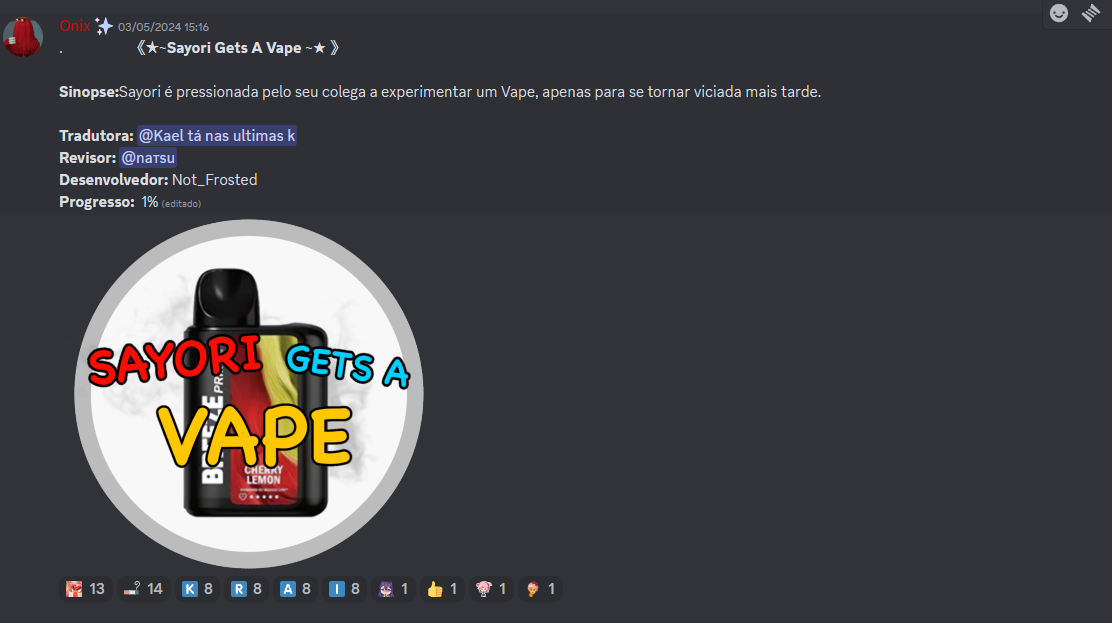 Onix 03/05/2024 15:16
. 《★~Sayori Gets A Vape ~★ 》
Sinopse:Sayori é pressionada pelo seu colega a experimentar um Vape, apenas para se tornar viciada mais tarde.
Tradutora: @Kael tá nas ultimas k
Revisor: @naтsu
Desenvolvedor: Not_Frosted
Progresso: 1% (editado)
SAYORI GETS A
VAPE
CHERRY
LEMON
13 14 K 8 R 8 A 8 I 8 1 1 1 1